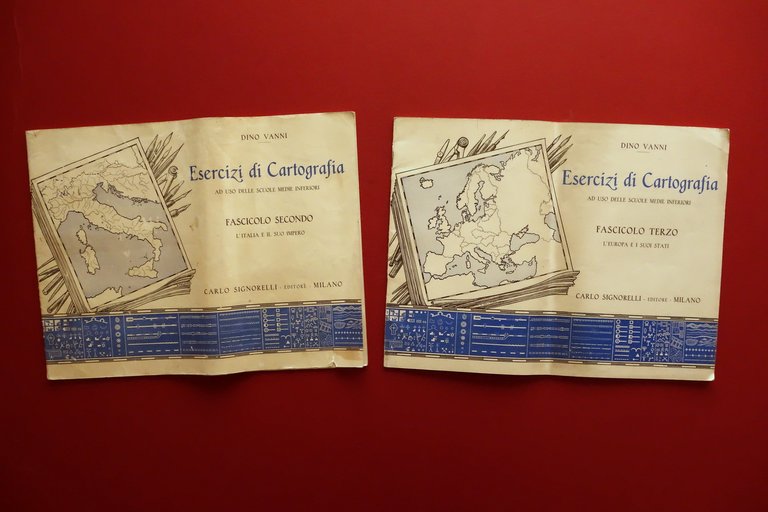 DINO VANNI
Esercizi di Cartografia
AD USO DELLE SCUOLE MEDIE INFERIORI
FASCICOLO SECONDO
L'ITALIA E IL SUO IMPERO
CARLO SIGNORELLI - EDITORE - MILANO
DINO VANNI
Esercizi di Cartografia
AD USO DELLE SCUOLE MEDIE INFERIORI
FASCICOLO TERZO
L'EUROPA E I SUOI STATI
CARLO SIGNORELLI - EDITORE - MILANO